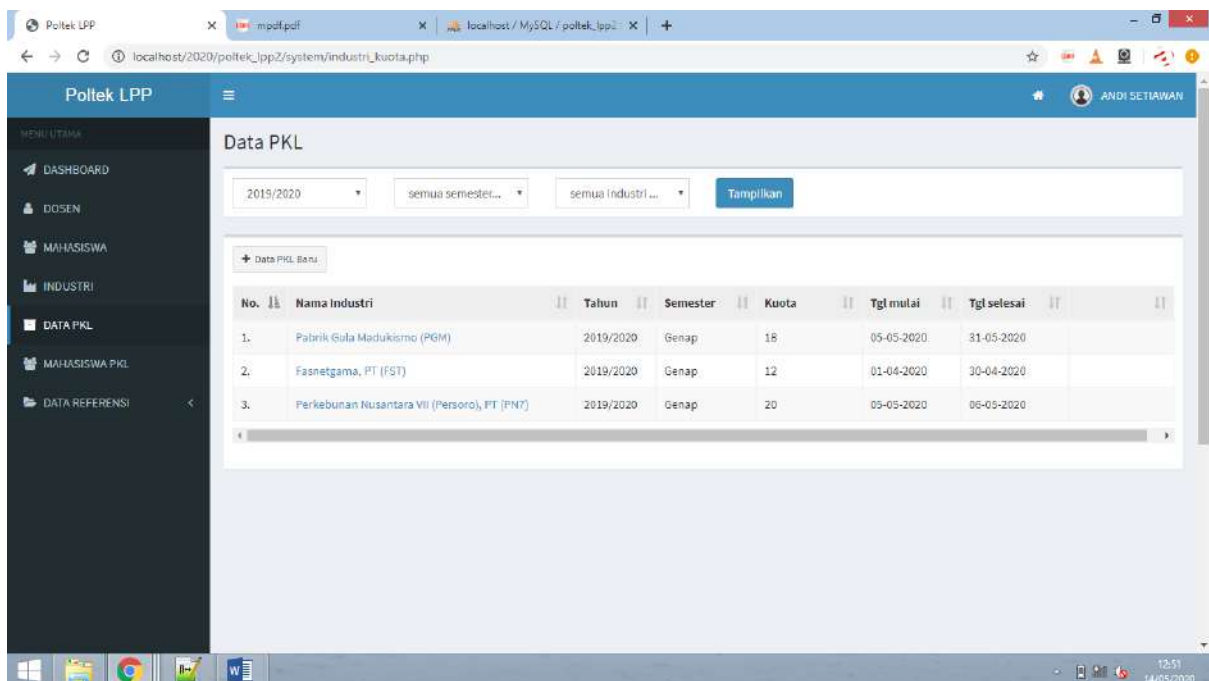 Poltek LPP
mpdf.pdf
localhost / MySQL / poltek_lpp2
localhost/2020/poltek_lpp2/system/industri_kuota.php
Poltek LPP
ANDI SETIAWAN
MENU UTAMA
Data PKL
DASHBOARD
2019/2020 semua semester... semua industri ... Tampilkan
DOSEN
MAHASISWA
+ Data PKL Baru
INDUSTRI
No. Nama Industri Tahun Semester Kuota Tgl mulai Tgl selesai
DATA PKL
1. Pabrik Gula Madukismo (PGM) 2019/2020 Genap 18 05-05-2020 31-05-2020
MAHASISWA PKL
2. Fasnetgama, PT (FST) 2019/2020 Genap 12 01-04-2020 30-04-2020
DATA REFERENSI
3. Perkebunan Nusantara VII (Persoro), PT (PN7) 2019/2020 Genap 20 05-05-2020 06-05-2020
12:51
14/05/2020